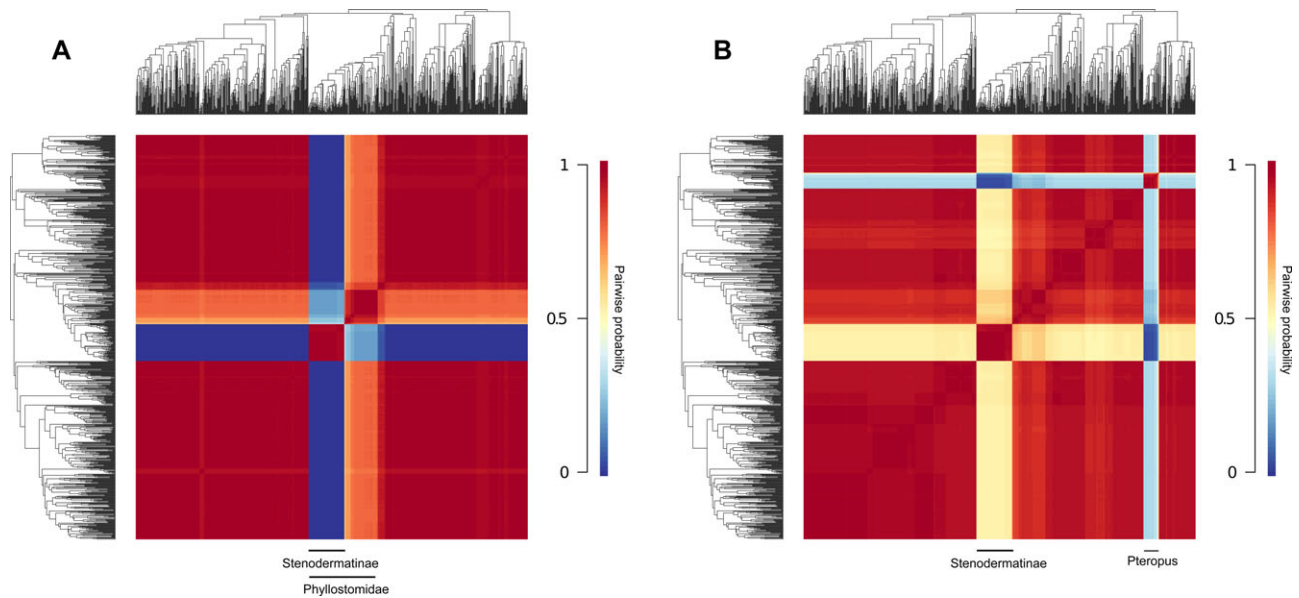 A
1
0.5
0
Pairwise probability
Stenodermatinae
Phyllostomidae
B
1
0.5
0
Pairwise probability
Stenodermatinae
Pteropus